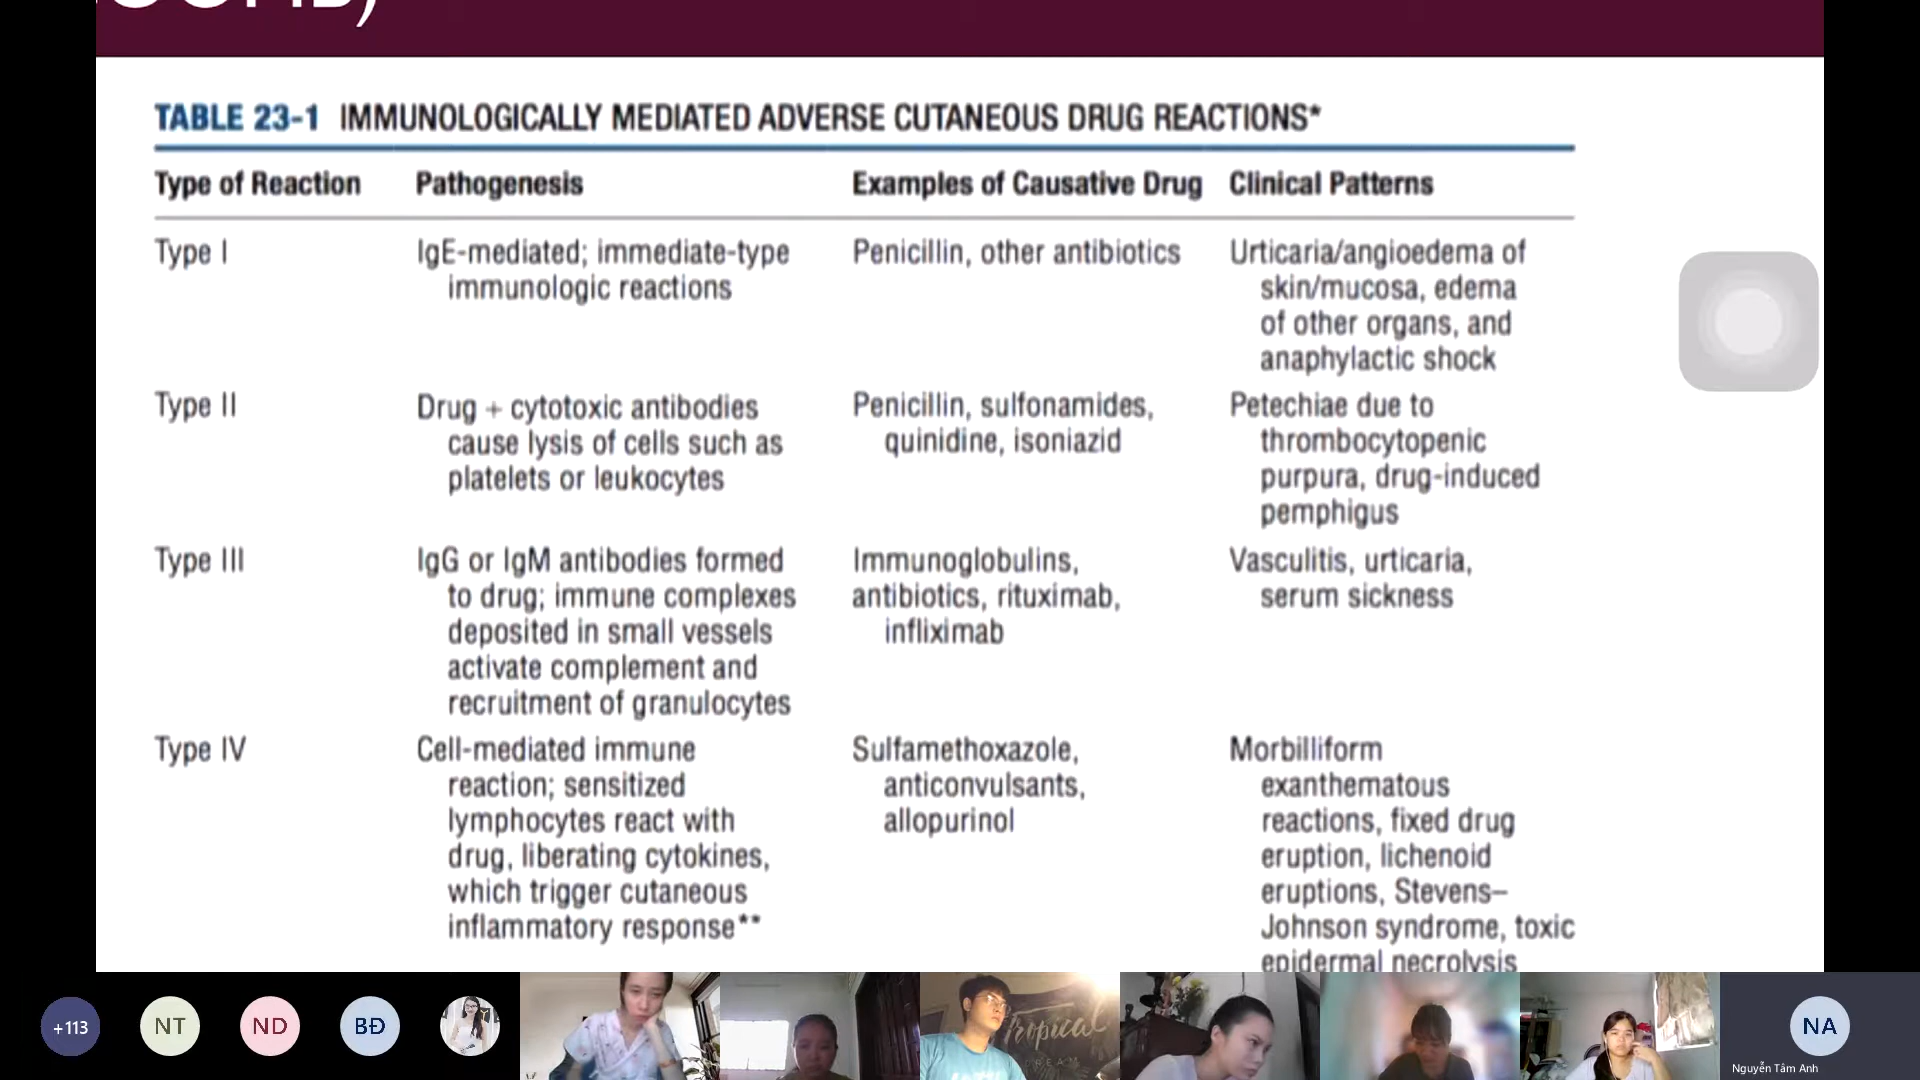 TABLE 23-1 IMMUNOLOGICALLY MEDIATED ADVERSE CUTANEOUS DRUG REACTIONS*
Type of Reaction Pathogenesis Examples of Causative Drug Clinical Patterns
Type I IgE-mediated; immediate-type Penicillin, other antibiotics Urticaria/angioedema of
immunologic reactions skin/mucosa, edema
of other organs, and
anaphylactic shock
Type II Drug + cytotoxic antibodies Penicillin, sulfonamides, Petechiae due to
cause lysis of cells such as quinidine, isoniazid thrombocytopenic
platelets or leukocytes purpura, drug-induced
pemphigus
Type III IgG or IgM antibodies formed Immunoglobulins, Vasculitis, urticaria,
to drug; immune complexes antibiotics, rituximab, serum sickness
deposited in small vessels infliximab
activate complement and
recruitment of granulocytes
Type IV Cell-mediated immune Sulfamethoxazole, Morbilliform
reaction; sensitized anticonvulsants, exanthematous
lymphocytes react with allopurinol reactions, fixed drug
drug, liberating cytokines, eruption, lichenoid
which trigger cutaneous eruptions, Stevens–
inflammatory response** Johnson syndrome, toxic
epidermal necrolysis
+113 NT ND BĐ Tropical NA
DREAM
Nguyễn Tâm Anh